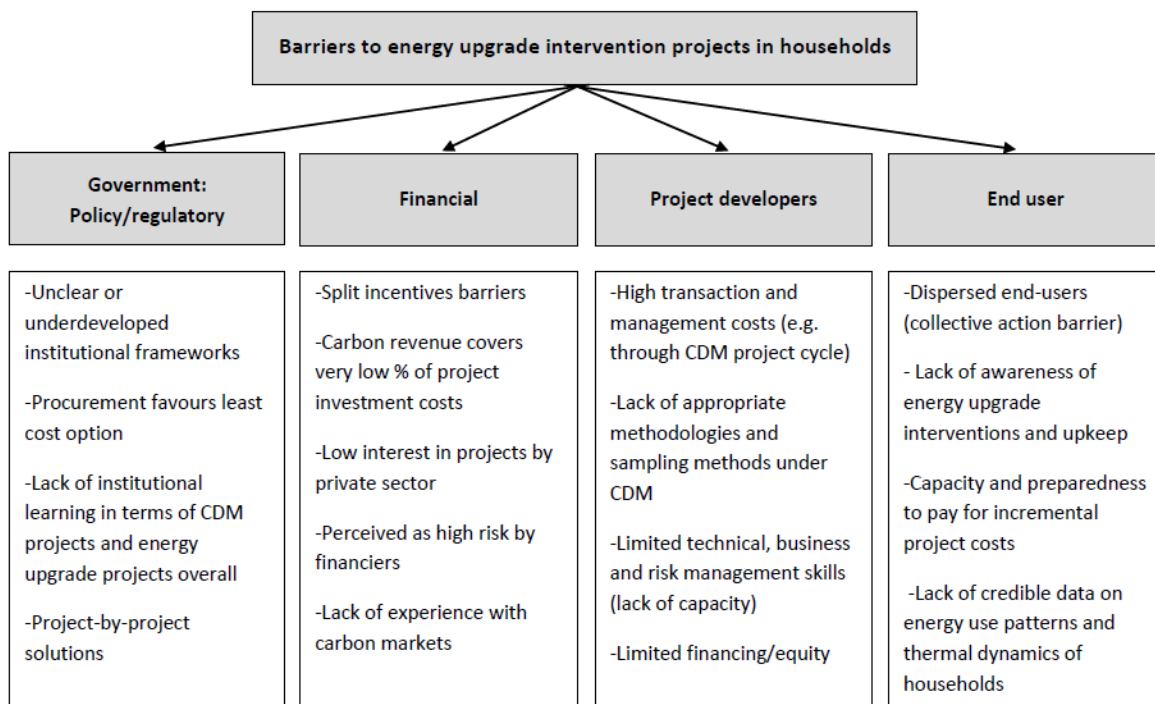 Barriers to energy upgrade intervention projects in households
Government:
Policy/regulatory
Financial
Project developers
End user
-Unclear or
underdeveloped
institutional frameworks
-Procurement favours least
cost option
-Lack of institutional
learning in terms of CDM
projects and energy
upgrade projects overall
-Project-by-project
solutions
-Split incentives barriers
-Carbon revenue covers
very low % of project
investment costs
-Low interest in projects by
private sector
-Perceived as high risk by
financiers
-Lack of experience with
carbon markets
-High transaction and
management costs (e.g.
through CDM project cycle)
-Lack of appropriate
methodologies and
sampling methods under
CDM
-Limited technical, business
and risk management skills
(lack of capacity)
-Limited financing/equity
-Dispersed end-users
(collective action barrier)
- Lack of awareness of
energy upgrade
interventions and upkeep
-Capacity and preparedness
to pay for incremental
project costs
-Lack of credible data on
energy use patterns and
thermal dynamics of
households